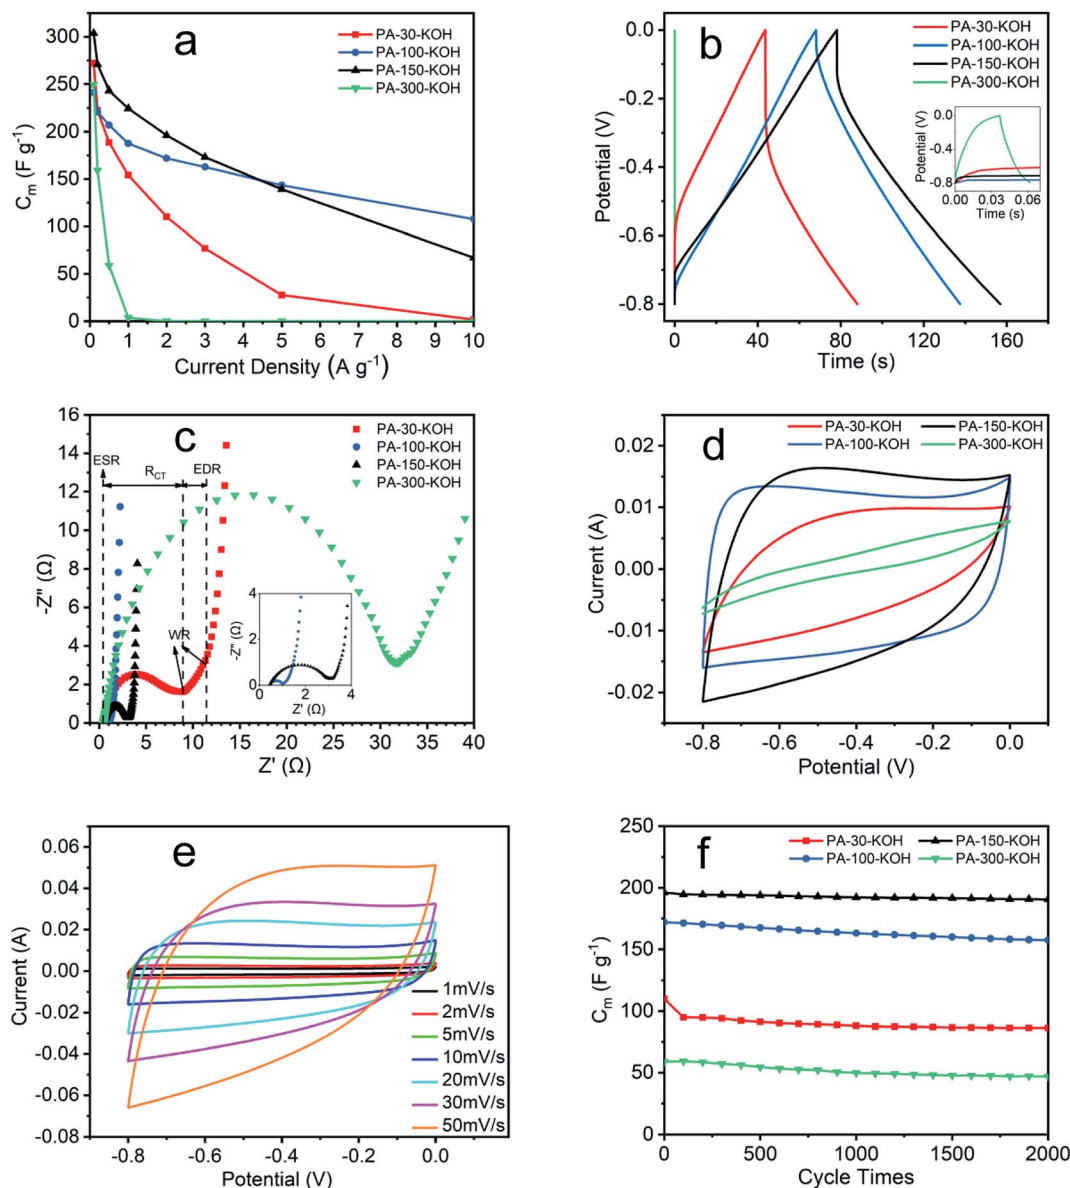 a
PA-30-KOH
PA-100-KOH
PA-150-KOH
PA-300-KOH
300
250
200
150
100
50
0
Cm (F g-1)
0 1 2 3 4 5 6 7 8 9 10
Current Density (A g-1)
b
PA-30-KOH
PA-100-KOH
PA-150-KOH
PA-300-KOH
0.0
-0.2
-0.4
-0.6
-0.8
Potential (V)
0 40 80 120 160
Time (s)
0.0
-0.4
-0.8
Potential (V)
0.00 0.03 0.06
Time (s)
c
PA-30-KOH
PA-100-KOH
PA-150-KOH
PA-300-KOH
ESR
RCT
EDR
WR
16
14
12
10
8
6
4
2
0
-Z" (Ω)
0 5 10 15 20 25 30 35 40
Z' (Ω)
4
2
0
-Z" (Ω)
0 2 4
Z' (Ω)
d
PA-30-KOH
PA-150-KOH
PA-100-KOH
PA-300-KOH
0.02
0.01
0.00
-0.01
-0.02
Current (A)
-0.8 -0.6 -0.4 -0.2 0.0
Potential (V)
e
0.06
0.04
0.02
0.00
-0.02
-0.04
-0.06
-0.08
Current (A)
1mV/s
2mV/s
5mV/s
10mV/s
20mV/s
30mV/s
50mV/s
-0.8 -0.6 -0.4 -0.2 0.0
Potential (V)
f
PA-30-KOH
PA-150-KOH
PA-100-KOH
PA-300-KOH
250
200
150
100
50
0
Cm (F g-1)
0 500 1000 1500 2000
Cycle Times